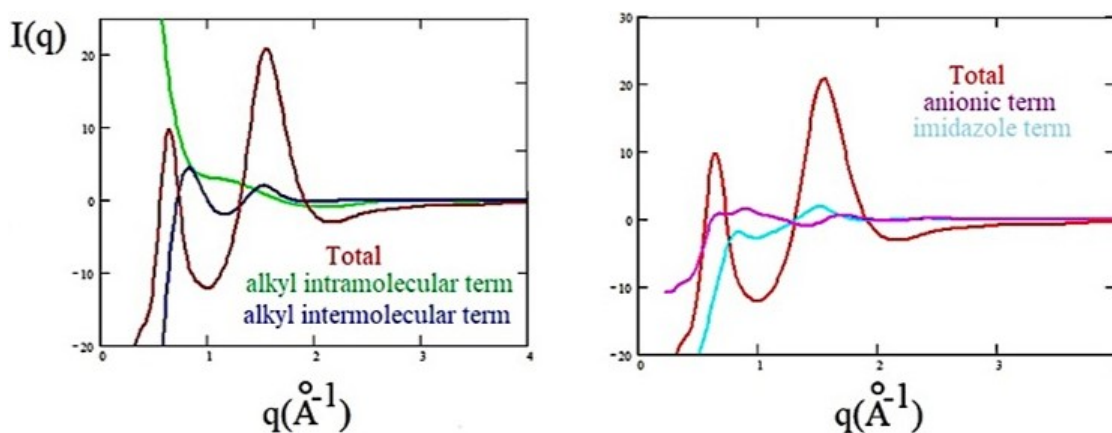 I(q)
20
10
0
-10
-20
Total
alkyl intramolecular term
alkyl intermolecular term
0
1
2
3
4
q(Å-1)
30
20
10
0
-10
-20
Total
anionic term
imidazole term
0
1
2
3
q(Å-1)